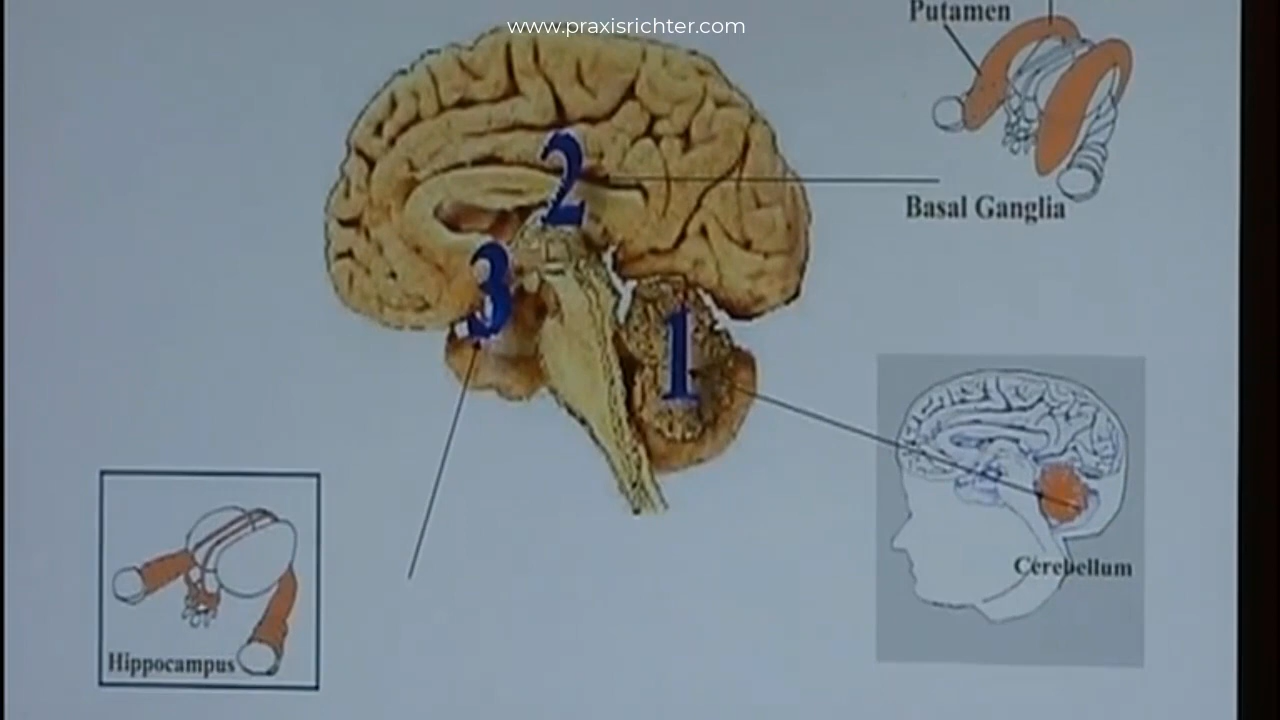 www.praxisrichter.com
Putamen
2
Basal Ganglia
3
1
Cerebellum
Hippocampus